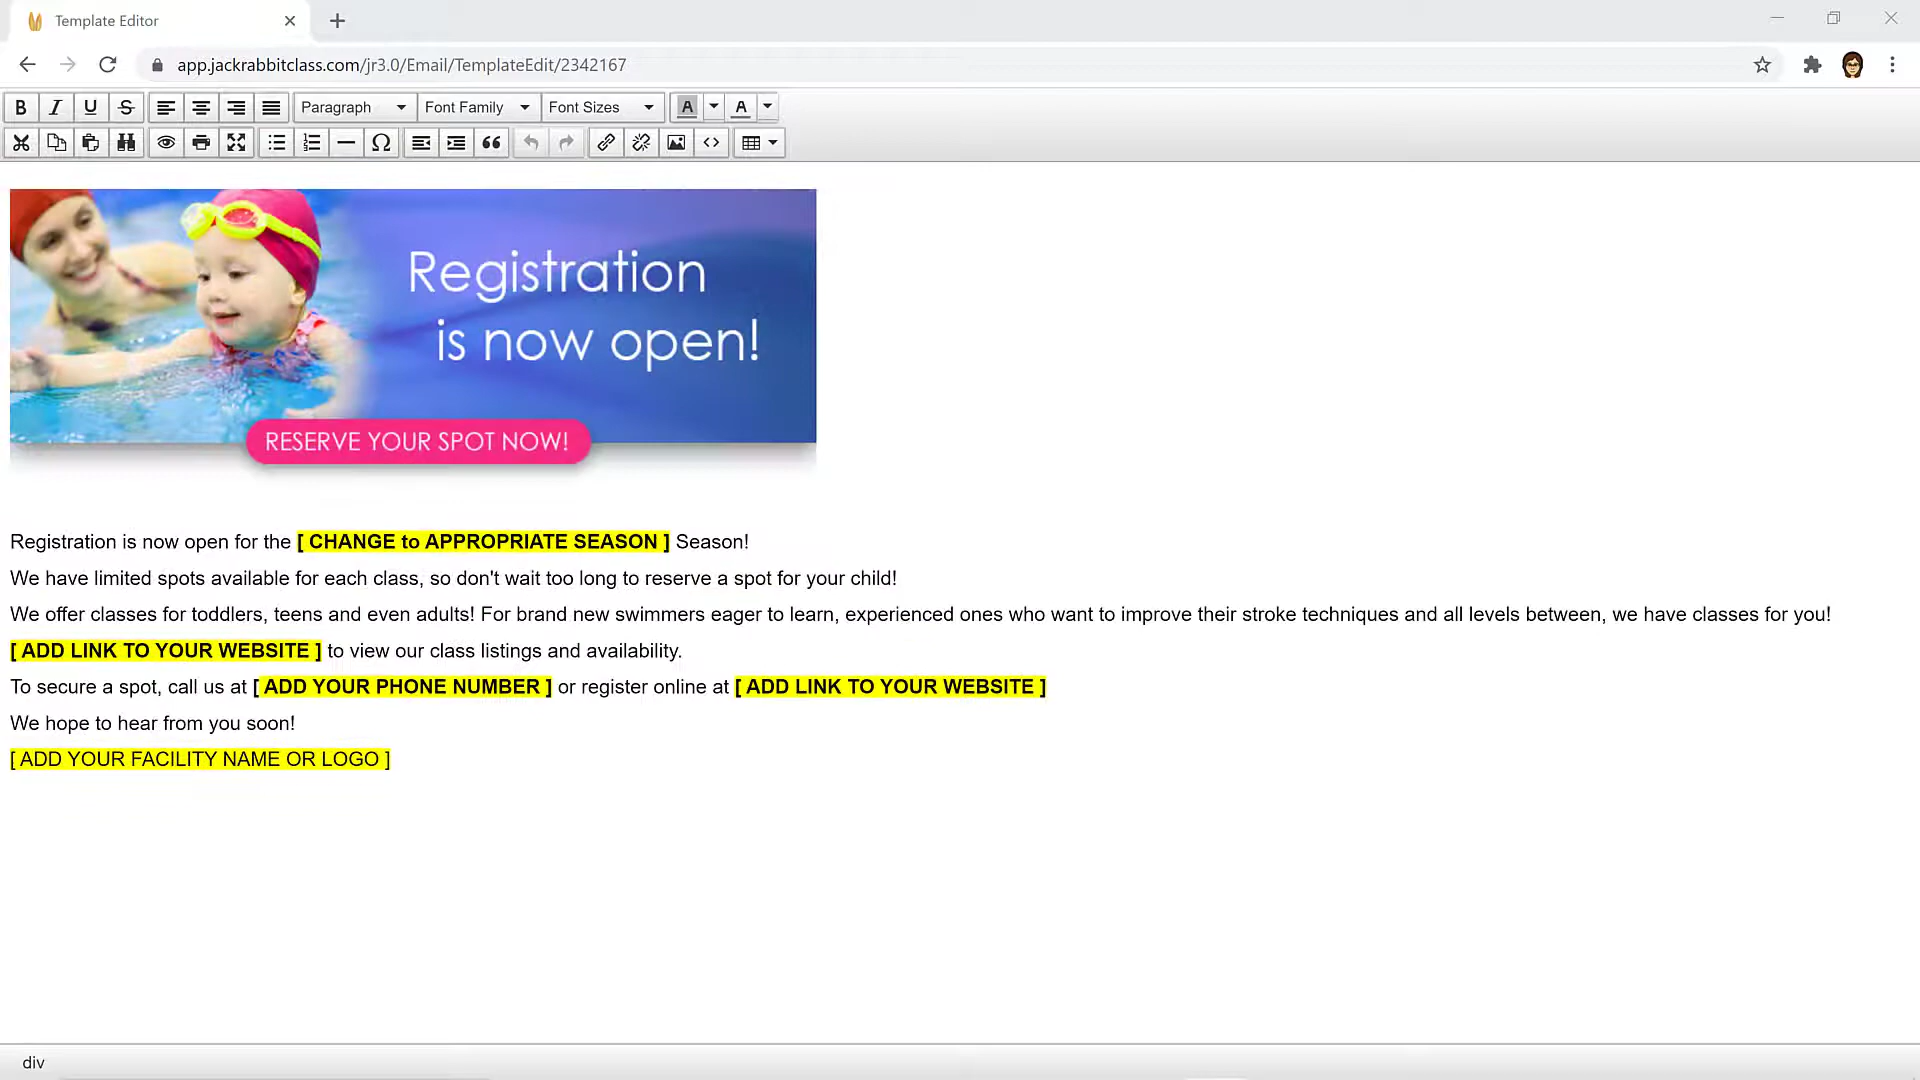 Template Editor
app.jackrabbitclass.com/jr3.0/Email/TemplateEdit/2342167
B I U S Paragraph Font Family Font Sizes A A
Ω
Registration
is now open!
RESERVE YOUR SPOT NOW!
Registration is now open for the [ CHANGE to APPROPRIATE SEASON ] Season!
We have limited spots available for each class, so don't wait too long to reserve a spot for your child!
We offer classes for toddlers, teens and even adults! For brand new swimmers eager to learn, experienced ones who want to improve their stroke techniques and all levels between, we have classes for you!
[ ADD LINK TO YOUR WEBSITE ] to view our class listings and availability.
To secure a spot, call us at [ ADD YOUR PHONE NUMBER ] or register online at [ ADD LINK TO YOUR WEBSITE ]
We hope to hear from you soon!
[ ADD YOUR FACILITY NAME OR LOGO ]
div